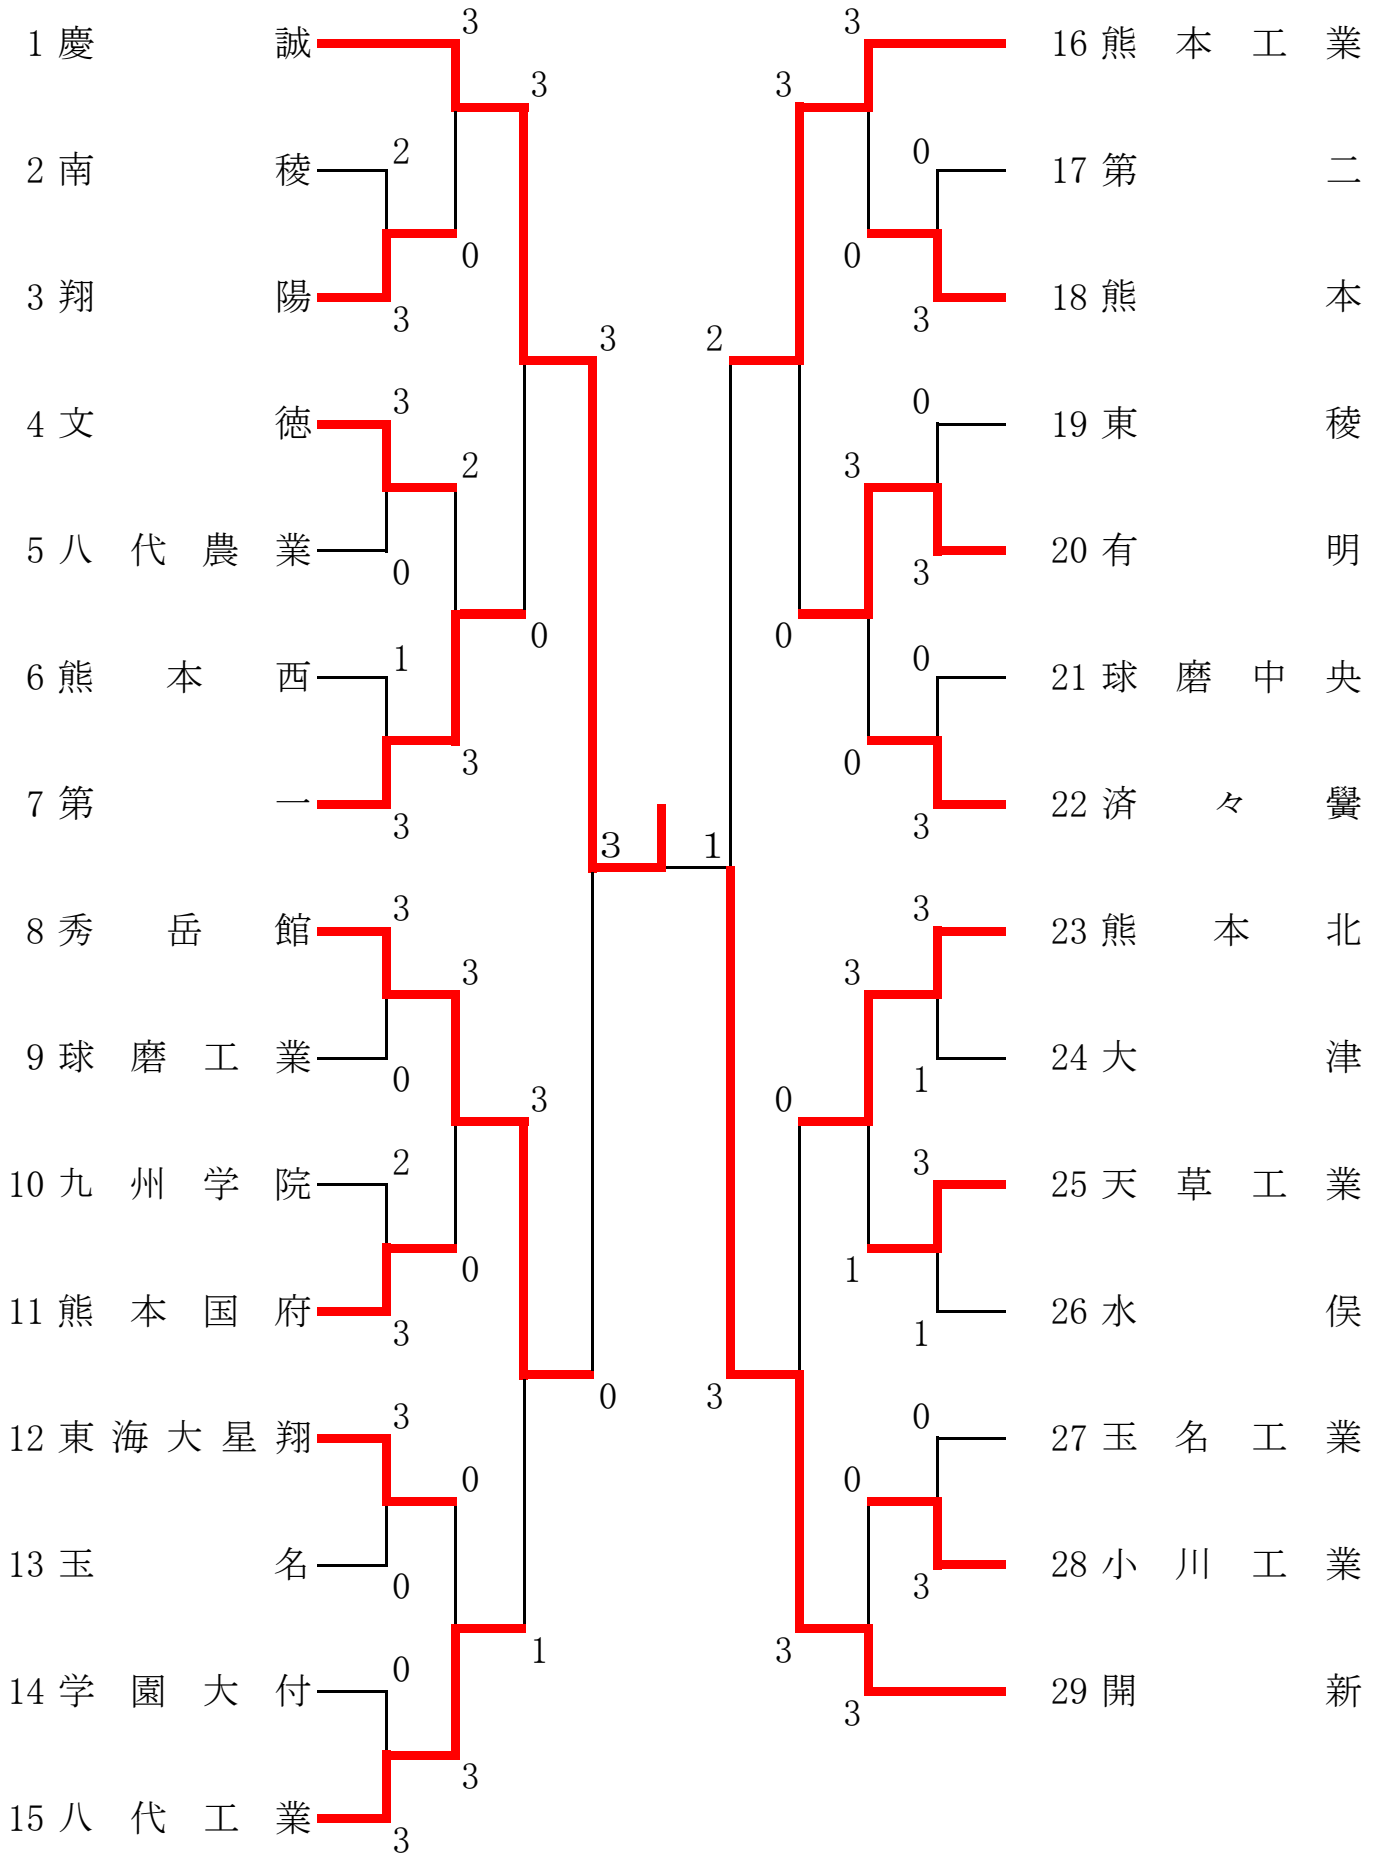 1 慶誠
2 南稜
3 翔陽
4 文徳
5 八代農業
6 熊本西
7 第一
8 秀岳館
9 球磨工業
10 九州学院
11 熊本国府
12 東海大星翔
13 玉名
14 学園大付
15 八代工業
3
2
0
3
3
2
0
1
3
3
3
3
0
3
0
3
2
0
3
3
0
0
0
3
3
3
0
3
1
3
0
3
1
2
3
3
0
3
0
3
0
0
3
0
3
0
0
3
3
3
1
0
3
1
1
0
0
3
3
3
16 熊本工業
17 第二
18 熊本
19 東稜
20 有明
21 球磨中央
22 済々黌
23 熊本北
24 大津
25 天草工業
26 水俣
27 玉名工業
28 小川工業
29 開新